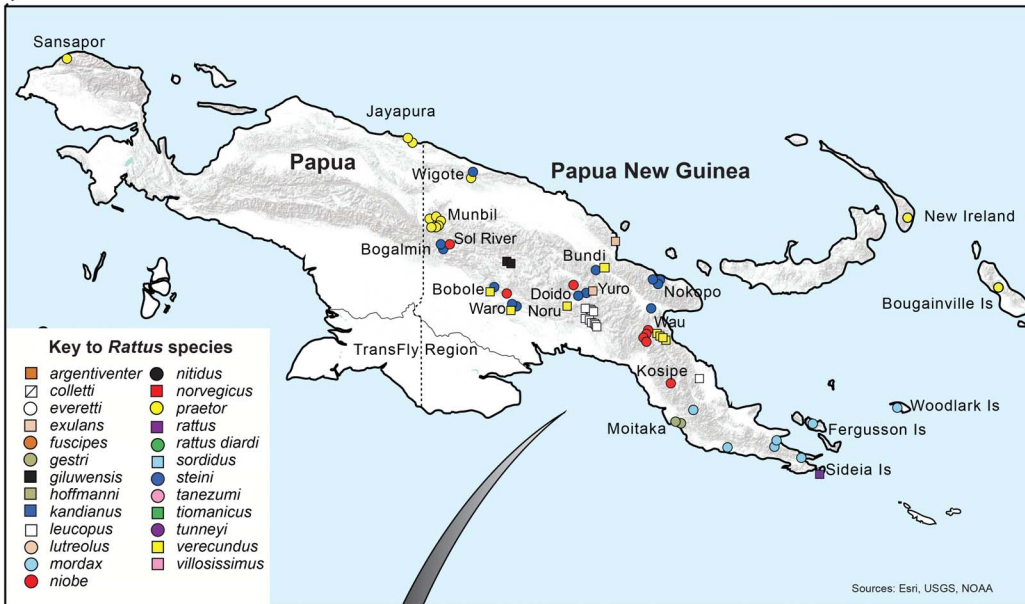 Sansapor
Jayapura
Papua
Papua New Guinea
Wigote
Munbil
New Ireland
Sol River
Bogalmin
Bundi
Bobole
Doido
Yuro
Nokopo
Bougainville Is
Waro
Noru
Wau
TransFly Region
Kosipe
Woodlark Is
Moitaka
Fergusson Is
Sideia Is
Key to Rattus species
argentiventer
colletti
everetti
exulans
fuscipes
gestri
giluwensis
hoffmanni
kandianus
leucopus
lutreolus
mordax
niobe
nitidus
norvegicus
praetor
rattus
rattus diardi
sordidus
steini
tanezumi
tiomanicus
tunneyi
verecundus
villosissimus
Sources: Esri, USGS, NOAA